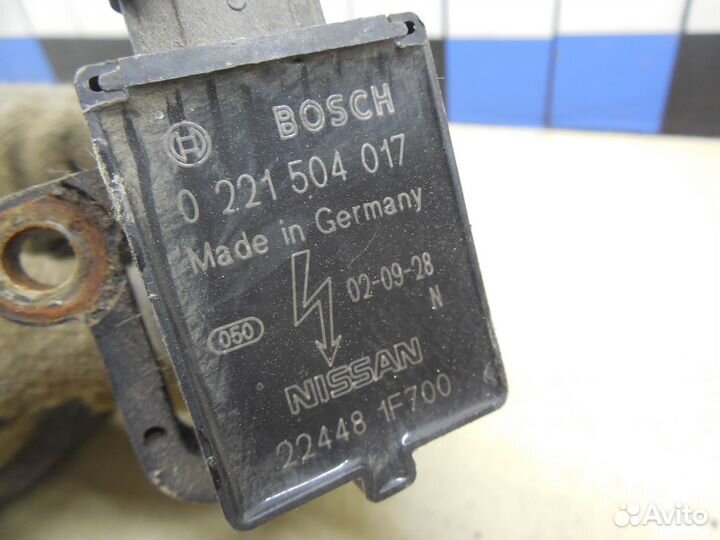 BOSCH
0 221 504 017
Made in Germany
02-09-28
N
050
NISSAN
22448 1F700
Avito